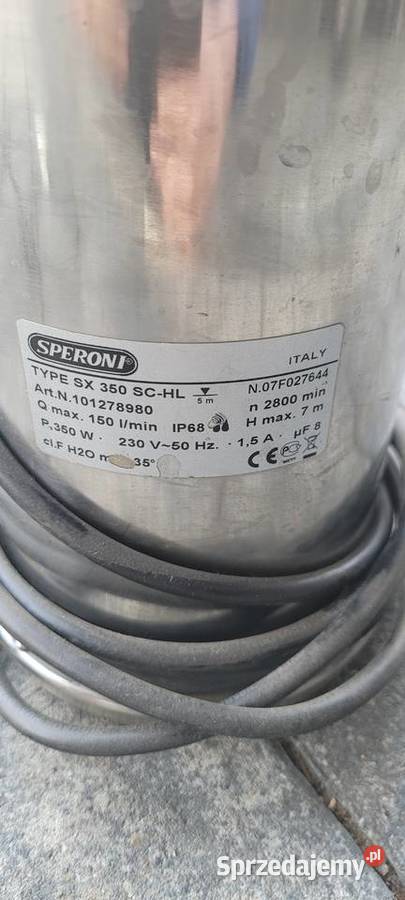 SPERONI
ITALY
TYPE SX 350 SC-HL 5 m N.07F027644
Art.N.101278980 n 2800 min
Q max. 150 l/min IP68 H max. 7 m
P.350 W · 230 V~50 Hz. · 1,5 A · µF 8
cl.F H2O m 35° CE
Sprzedajemy.pl